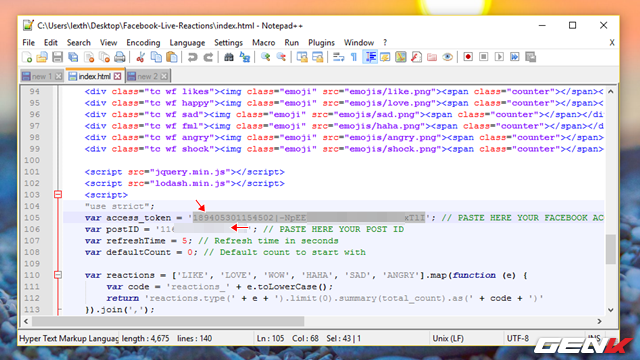 C:\Users\lexth\Desktop\Facebook-Live-Reactions\index.html - Notepad++
File Edit Search View Encoding Language Settings Macro Run Plugins Window ?
new 1 index.html new 2
94 <div class="tc wf likes"><img class="emoji" src="emojis/like.png"><span class="counter"></span></
95 <div class="tc wf happy"><img class="emoji" src="emojis/love.png"><span class="counter"></span></
96 <div class="tc wf sad"><img class="emoji" src="emojis/sad.png"><span class="counter"></span></di
97 <div class="tc wf fml"><img class="emoji" src="emojis/haha.png"><span class="counter"></span></d
98 <div class="tc wf angry"><img class="emoji" src="emojis/angry.png"><span class="counter"></span>
99 <div class="tc wf shock"><img class="emoji" src="emojis/shock.png"><span class="counter"></span>
100
101 <script src="jquery.min.js"></script>
102 <script src="lodash.min.js"></script>
103 <script>
104 "use strict";
105 var access_token = '189405301154502|-NpEE xTlI'; // PASTE HERE YOUR FACEBOOK AC
106 var postID = '116 '; // PASTE HERE YOUR POST ID
107 var refreshTime = 5; // Refresh time in seconds
108 var defaultCount = 0; // Default count to start with
109
110 var reactions = ['LIKE', 'LOVE', 'WOW', 'HAHA', 'SAD', 'ANGRY'].map(function (e) {
111 var code = 'reactions_' + e.toLowerCase();
112 return 'reactions.type(' + e + ').limit(0).summary(total_count).as(' + code + ')'
113 }).join(',');
Hyper Text Markup Languag length : 4,675 lines : 140 Ln : 105 Col : 68 Sel : 43 | 1 Unix (LF) UTF-8 INS
GENK